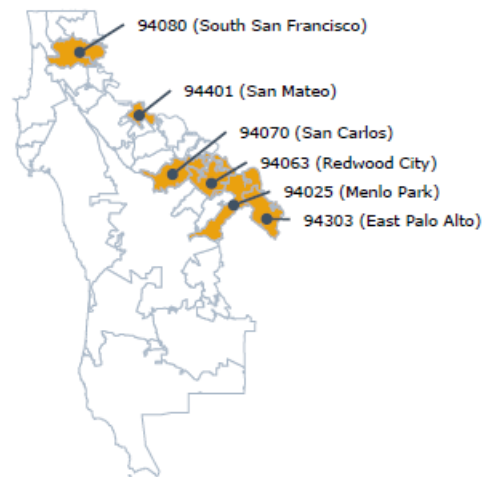 94080 (South San Francisco)
94401 (San Mateo)
94070 (San Carlos)
94063 (Redwood City)
94025 (Menlo Park)
94303 (East Palo Alto)